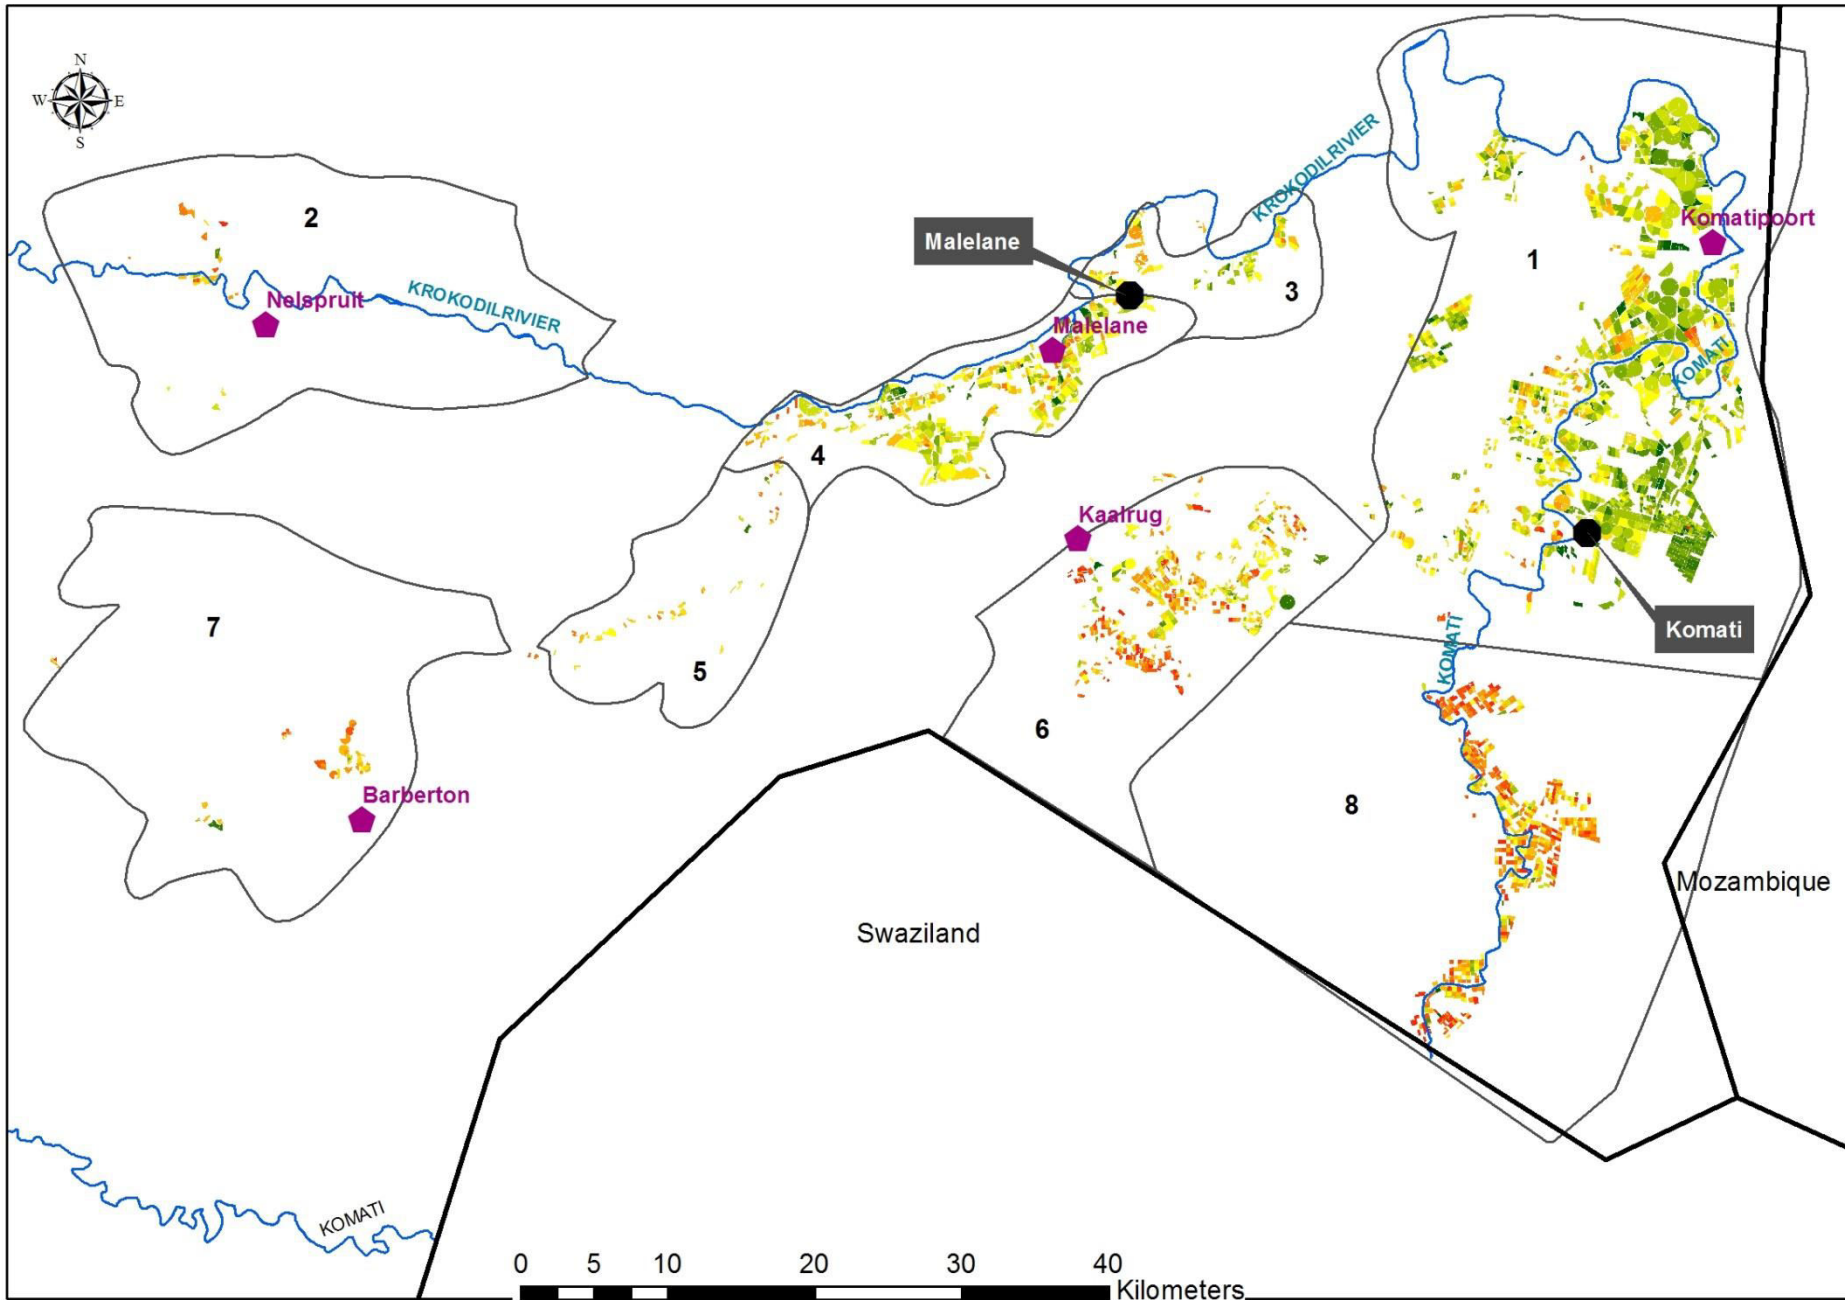 N
W E
S
KROKODILRIVIER
2
Komatipoort
Malelane
1
3
Nelspruit
KROKODILRIVIER
Malelane
KOMATI
4
Kaalrug
7
Komati
KOMATI
5
6
Barberton
8
Mozambique
Swaziland
KOMATI
0 5 10 20 30 40
Kilometers